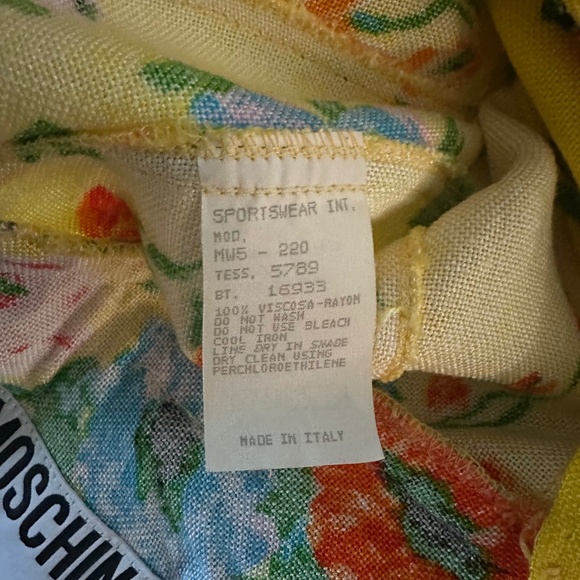 SPORTSWEAR INT.
MOD.
MW5 - 220
TESS. 5789
BT. 16933
100% VISCOSA-RAYON
DO NOT WASH
DO NOT USE BLEACH
COOL IRON
LINE DRY IN SHADE
DRY CLEAN USING
PERCHLOROETHILENE
MADE IN ITALY
MOSCHIN